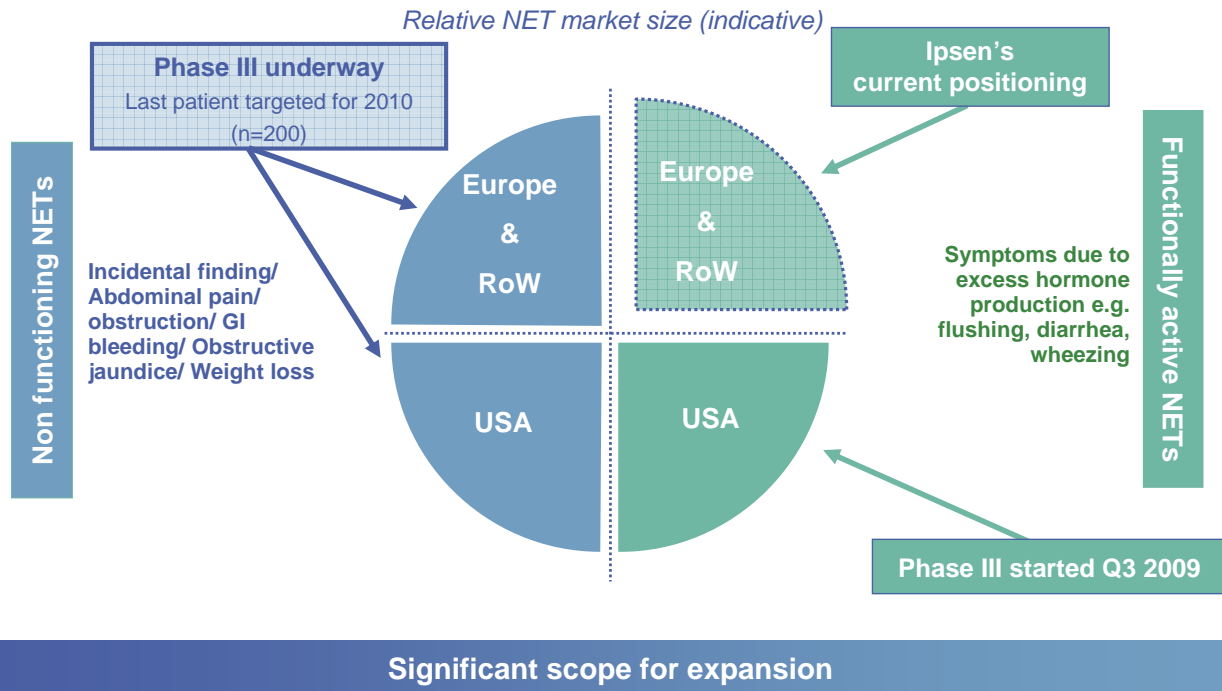 Relative NET market size (indicative)
Phase III underway
Last patient targeted for 2010
(n=200)
Ipsen's
current positioning
Non functioning NETs
Incidental finding/
Abdominal pain/
obstruction/ GI
bleeding/ Obstructive
jaundice/ Weight loss
Europe
&
RoW
Europe
&
RoW
USA
USA
Symptoms due to
excess hormone
production e.g.
flushing, diarrhea,
wheezing
Functionally active NETs
Phase III started Q3 2009
Significant scope for expansion